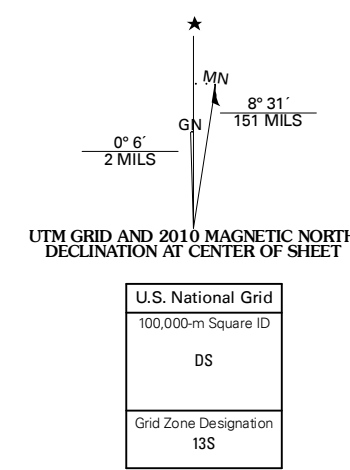 ★
MN
GN
8° 31´
151 MILS
0° 6´
2 MILS
UTM GRID AND 2010 MAGNETIC NORTH
DECLINATION AT CENTER OF SHEET
U.S. National Grid
100,000-m Square ID
DS
Grid Zone Designation
13S